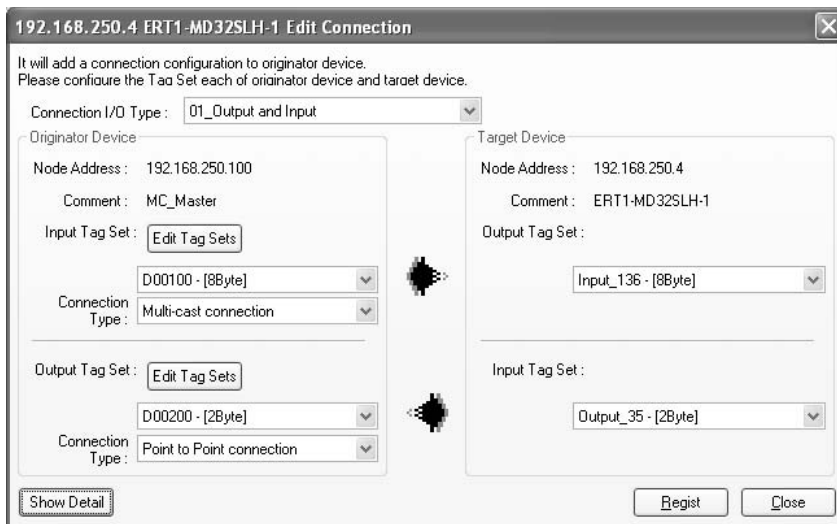 192.168.250.4 ERT1-MD32SLH-1 Edit Connection
It will add a connection configuration to originator device.
Please configure the Tag Set each of originator device and target device.
Connection I/O Type : 01_Output and Input
Originator Device
Node Address : 192.168.250.100
Comment : MC_Master
Input Tag Set : Edit Tag Sets
D00100 - [8Byte]
Connection Type : Multi-cast connection
Output Tag Set : Edit Tag Sets
D00200 - [2Byte]
Connection Type : Point to Point connection
Target Device
Node Address : 192.168.250.4
Comment : ERT1-MD32SLH-1
Output Tag Set :
Input_136 - [8Byte]
Input Tag Set :
Output_35 - [2Byte]
Show Detail
Regist
Close